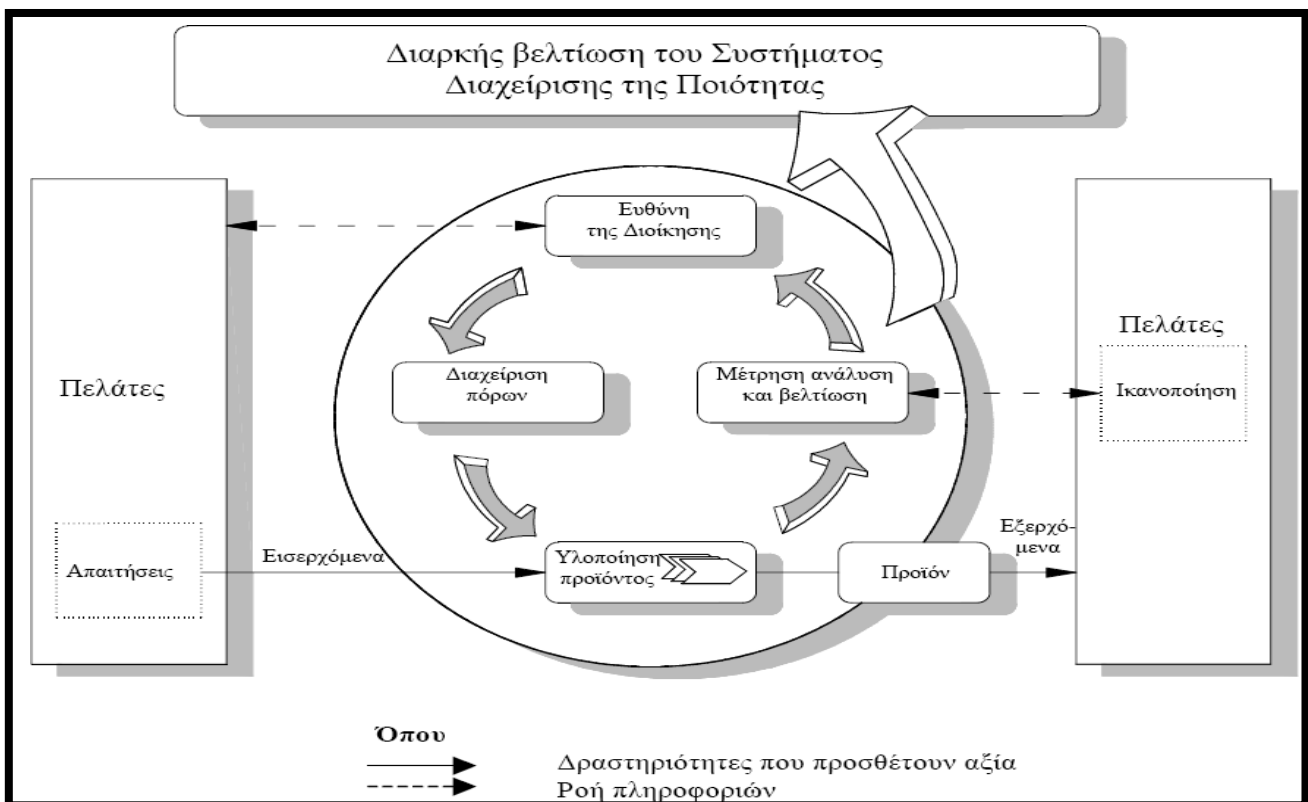 Διαρκής βελτίωση του Συστήματος
Διαχείρισης της Ποιότητας
Ευθύνη
της Διοίκησης
Πελάτες
Διαχείριση
πόρων
Μέτρηση ανάλυση
και βελτίωση
Πελάτες
Ικανοποίηση
Απαιτήσεις
Εισερχόμενα
Υλοποίηση
προϊόντος
Προϊόν
Εξερχό-
μενα
Όπου
Δραστηριότητες που προσθέτουν αξία
Ροή πληροφοριών